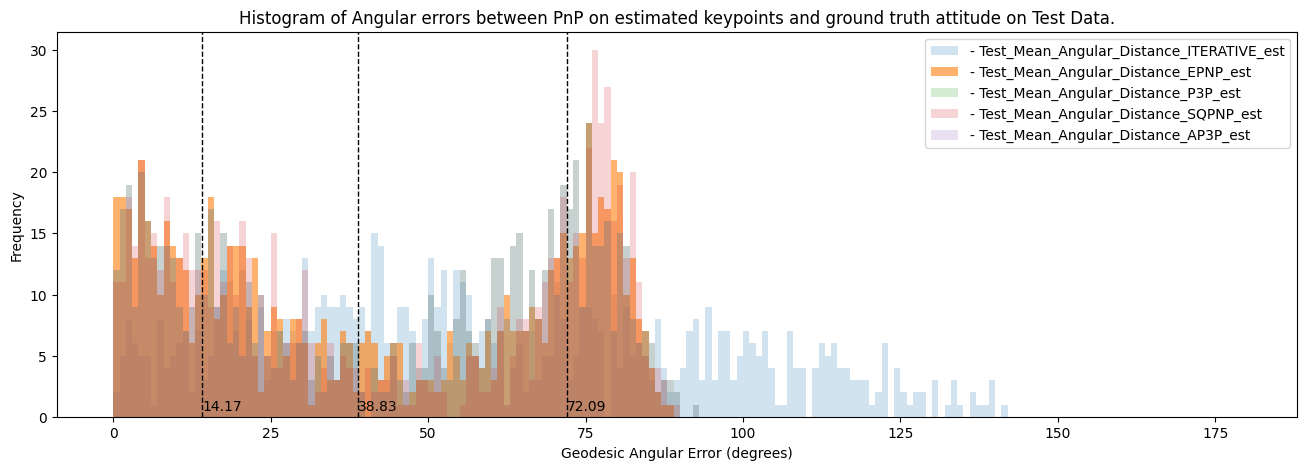 Histogram of Angular errors between PnP on estimated keypoints and ground truth attitude on Test Data.
- Test_Mean_Angular_Distance_ITERATIVE_est
- Test_Mean_Angular_Distance_EPNP_est
- Test_Mean_Angular_Distance_P3P_est
- Test_Mean_Angular_Distance_SQPNP_est
- Test_Mean_Angular_Distance_AP3P_est
Frequency
30
25
20
15
10
5
0
14.17
38.83
72.09
0 25 50 75 100 125 150 175
Geodesic Angular Error (degrees)